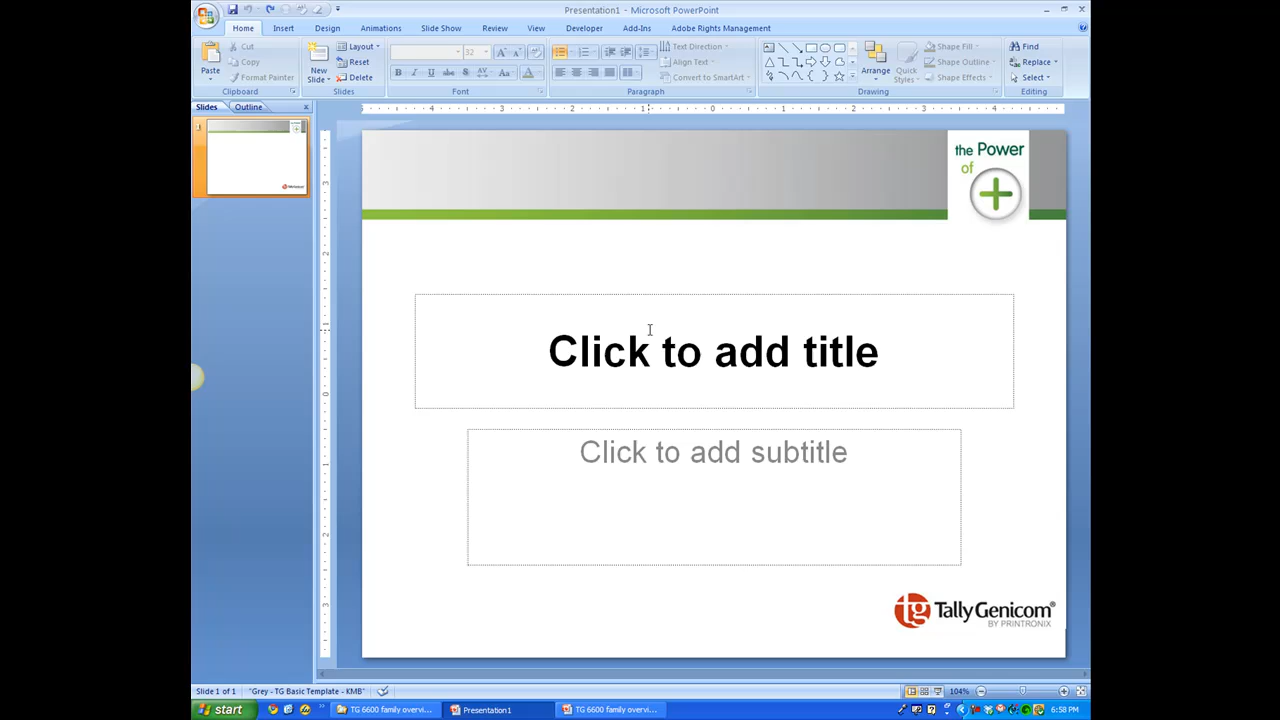 Presentation1 - Microsoft PowerPoint
Home Insert Design Animations Slide Show Review View Developer Add-Ins Adobe Rights Management
Paste
Cut
Copy
Format Painter
Clipboard
New Slide
Layout
Reset
Delete
Slides
32
Font
Text Direction
Align Text
Convert to SmartArt
Paragraph
Arrange
Quick Styles
Shape Fill
Shape Outline
Shape Effects
Drawing
Find
Replace
Select
Editing
Slides Outline
1
the Power
of
Click to add title
Click to add subtitle
tg TallyGenicom®
BY PRINTRONIX
Slide 1 of 1 "Grey - TG Basic Template - KMB" 104%
start TG 6600 family overvi... Presentation1 TG 6600 family overvi... 6:58 PM